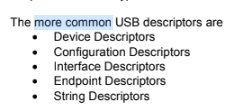 The more common USB descriptors are
• Device Descriptors
• Configuration Descriptors
• Interface Descriptors
• Endpoint Descriptors
• String Descriptors